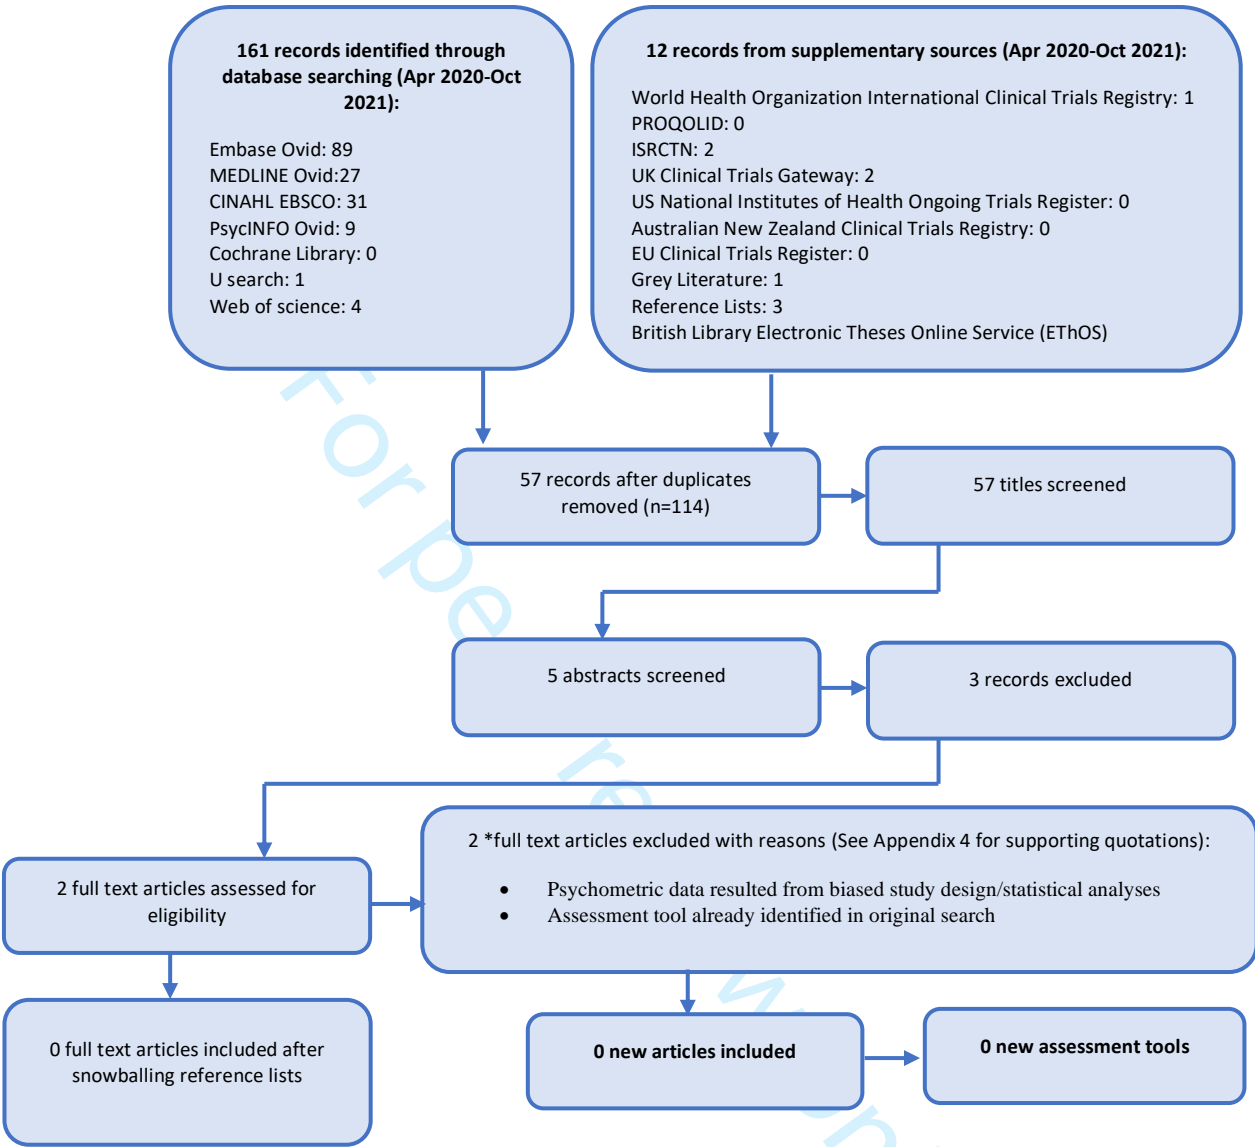 161 records identified through
database searching (Apr 2020-Oct
2021):
Embase Ovid: 89
MEDLINE Ovid:27
CINAHL EBSCO: 31
PsycINFO Ovid: 9
Cochrane Library: 0
U search: 1
Web of science: 4
12 records from supplementary sources (Apr 2020-Oct 2021):
World Health Organization International Clinical Trials Registry: 1
PROQOLID: 0
ISRCTN: 2
UK Clinical Trials Gateway: 2
US National Institutes of Health Ongoing Trials Register: 0
Australian New Zealand Clinical Trials Registry: 0
EU Clinical Trials Register: 0
Grey Literature: 1
Reference Lists: 3
British Library Electronic Theses Online Service (EThOS)
57 records after duplicates
removed (n=114)
57 titles screened
5 abstracts screened
3 records excluded
2 full text articles assessed for
eligibility
2 *full text articles excluded with reasons (See Appendix 4 for supporting quotations):
• Psychometric data resulted from biased study design/statistical analyses
• Assessment tool already identified in original search
0 full text articles included after
snowballing reference lists
0 new articles included
0 new assessment tools
For pe